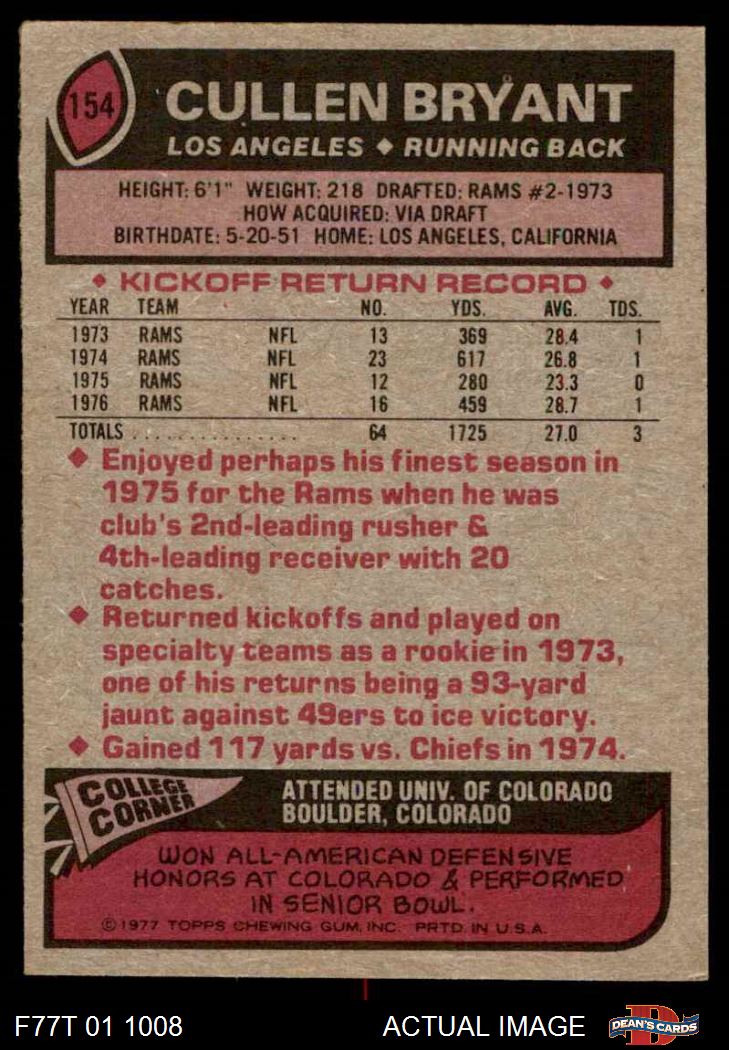 154
CULLEN BRYANT
LOS ANGELES ♦ RUNNING BACK
HEIGHT: 6'1" WEIGHT: 218 DRAFTED: RAMS #2-1973
HOW ACQUIRED: VIA DRAFT
BIRTHDATE: 5-20-51 HOME: LOS ANGELES, CALIFORNIA
♦ KICKOFF RETURN RECORD ♦
YEAR TEAM NO. YDS. AVG. TDS.
1973 RAMS NFL 13 369 28.4 1
1974 RAMS NFL 23 617 26.8 1
1975 RAMS NFL 12 280 23.3 0
1976 RAMS NFL 16 459 28.7 1
TOTALS . . . . . . . . . . . . . . . . 64 1725 27.0 3
♦ Enjoyed perhaps his finest season in
1975 for the Rams when he was
club's 2nd-leading rusher &
4th-leading receiver with 20
catches.
♦ Returned kickoffs and played on
specialty teams as a rookie in 1973,
one of his returns being a 93-yard
jaunt against 49ers to ice victory.
♦ Gained 117 yards vs. Chiefs in 1974.
COLLEGE
CORNER
ATTENDED UNIV. OF COLORADO
BOULDER, COLORADO
WON ALL-AMERICAN DEFENSIVE
HONORS AT COLORADO & PERFORMED
IN SENIOR BOWL.
© 1977 TOPPS CHEWING GUM, INC. PRTD. IN U.S.A.
F77T 01 1008 ACTUAL IMAGE
D
DEAN'S CARDS